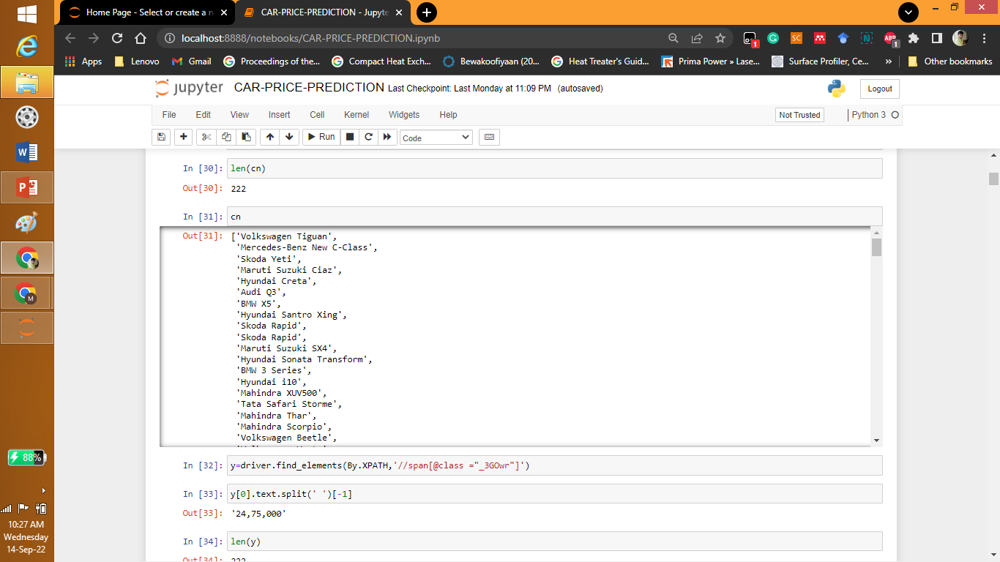 Home Page - Select or create a n
CAR-PRICE-PREDICTION - Jupyte
localhost:8888/notebooks/CAR-PRICE-PREDICTION.ipynb
1
G
SC
ABP
1
Apps
Lenovo
Gmail
Proceedings of the...
Compact Heat Exch...
Bewakoofiyaan (20...
Heat Treater's Guid...
Prima Power » Lase...
Surface Profiler, Ce...
»
Other bookmarks
jupyter
CAR-PRICE-PREDICTION Last Checkpoint: Last Monday at 11:09 PM (autosaved)
Logout
File Edit View Insert Cell Kernel Widgets Help
Not Trusted
Python 3
Run
Code
In [30]: len(cn)
Out[30]: 222
In [31]: cn
Out[31]: ['Volkswagen Tiguan',
'Mercedes-Benz New C-Class',
'Skoda Yeti',
'Maruti Suzuki Ciaz',
'Hyundai Creta',
'Audi Q3',
'BMW X5',
'Hyundai Santro Xing',
'Skoda Rapid',
'Skoda Rapid',
'Maruti Suzuki SX4',
'Hyundai Sonata Transform',
'BMW 3 Series',
'Hyundai i10',
'Mahindra XUV500',
'Tata Safari Storme',
'Mahindra Thar',
'Mahindra Scorpio',
'Volkswagen Beetle',
In [32]: y=driver.find_elements(By.XPATH,'//span[@class ="_3GOwr"]')
In [33]: y[0].text.split(' ')[-1]
Out[33]: '24,75,000'
In [34]: len(y)
Out[34]: 222
W
P
M
88%
10:27 AM
Wednesday
14-Sep-22